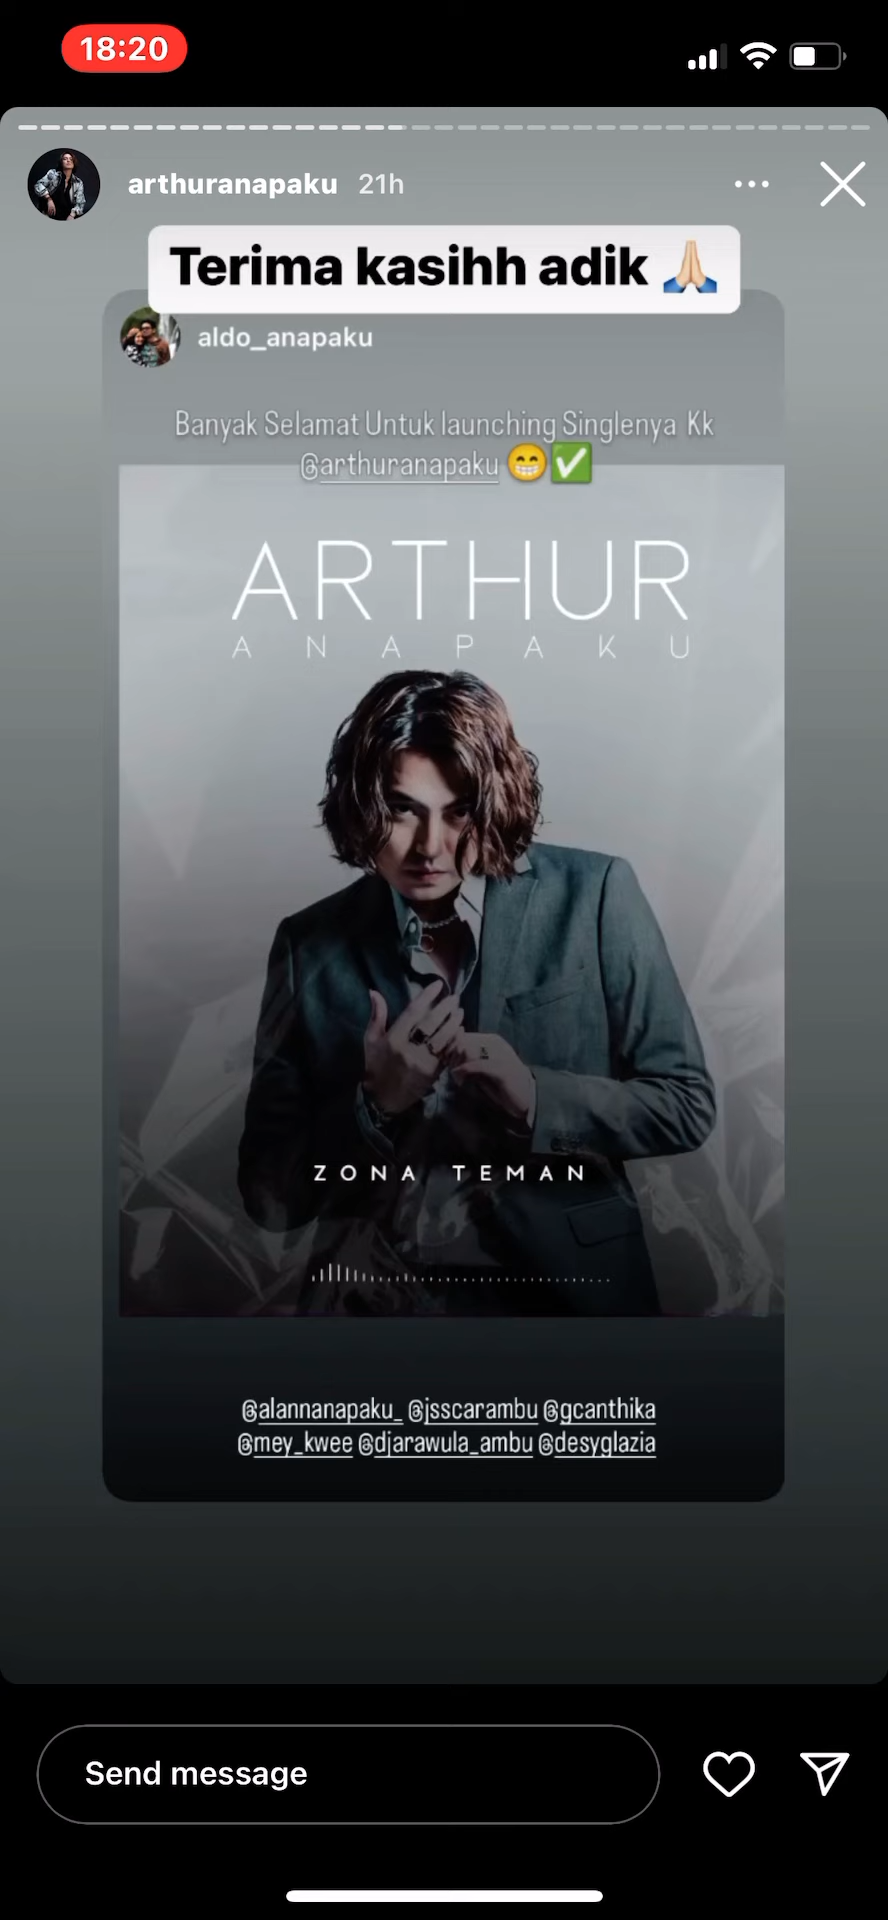 18:20
arthuranapaku 21h
Terima kasihh adik 🙏🏻
aldo_anapaku
Banyak Selamat Untuk launching Singlenya Kk
@arthuranapaku 😁✅
ARTHUR
ANAPAKU
ZONA TEMAN
@alannanapaku_ @jsscarambu @gcanthika
@mey_kwee @djarawula_ambu @desyglazia
Send message